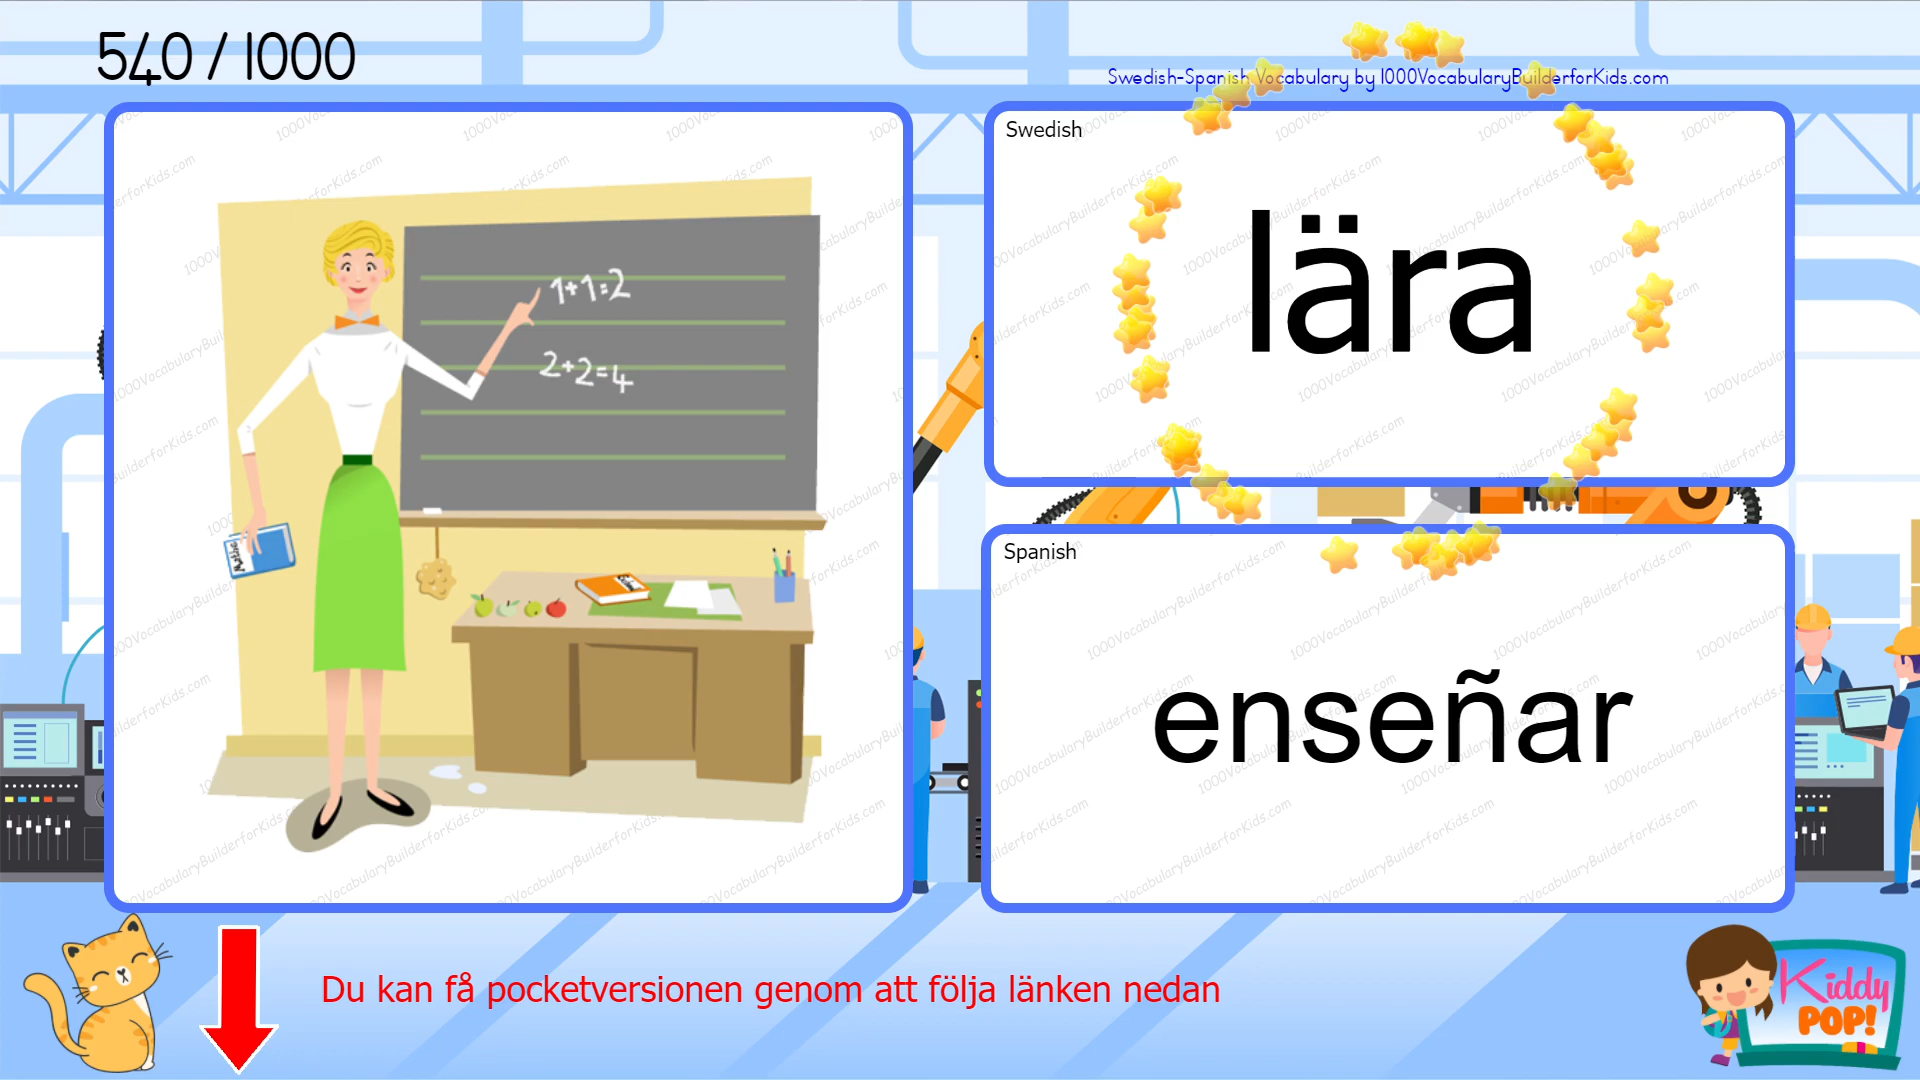 540 / 1000
Swedish-Spanish Vocabulary by 1000VocabularyBuilderforKids.com
Swedish
lära
1+1=2
2+2=4
Spanish
enseñar
Du kan få pocketversionen genom att följa länken nedan
Kiddy
POP!